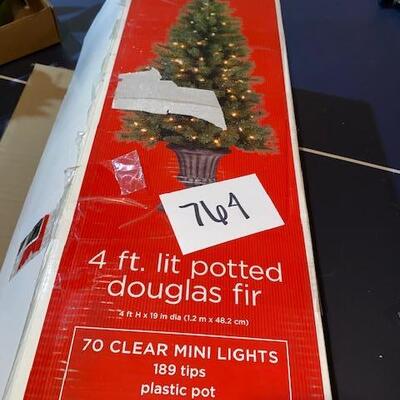 764
4 ft. lit potted
douglas fir
4 ft H x 19 in dia (1.2 m x 48.2 cm)
70 CLEAR MINI LIGHTS
189 tips
plastic pot